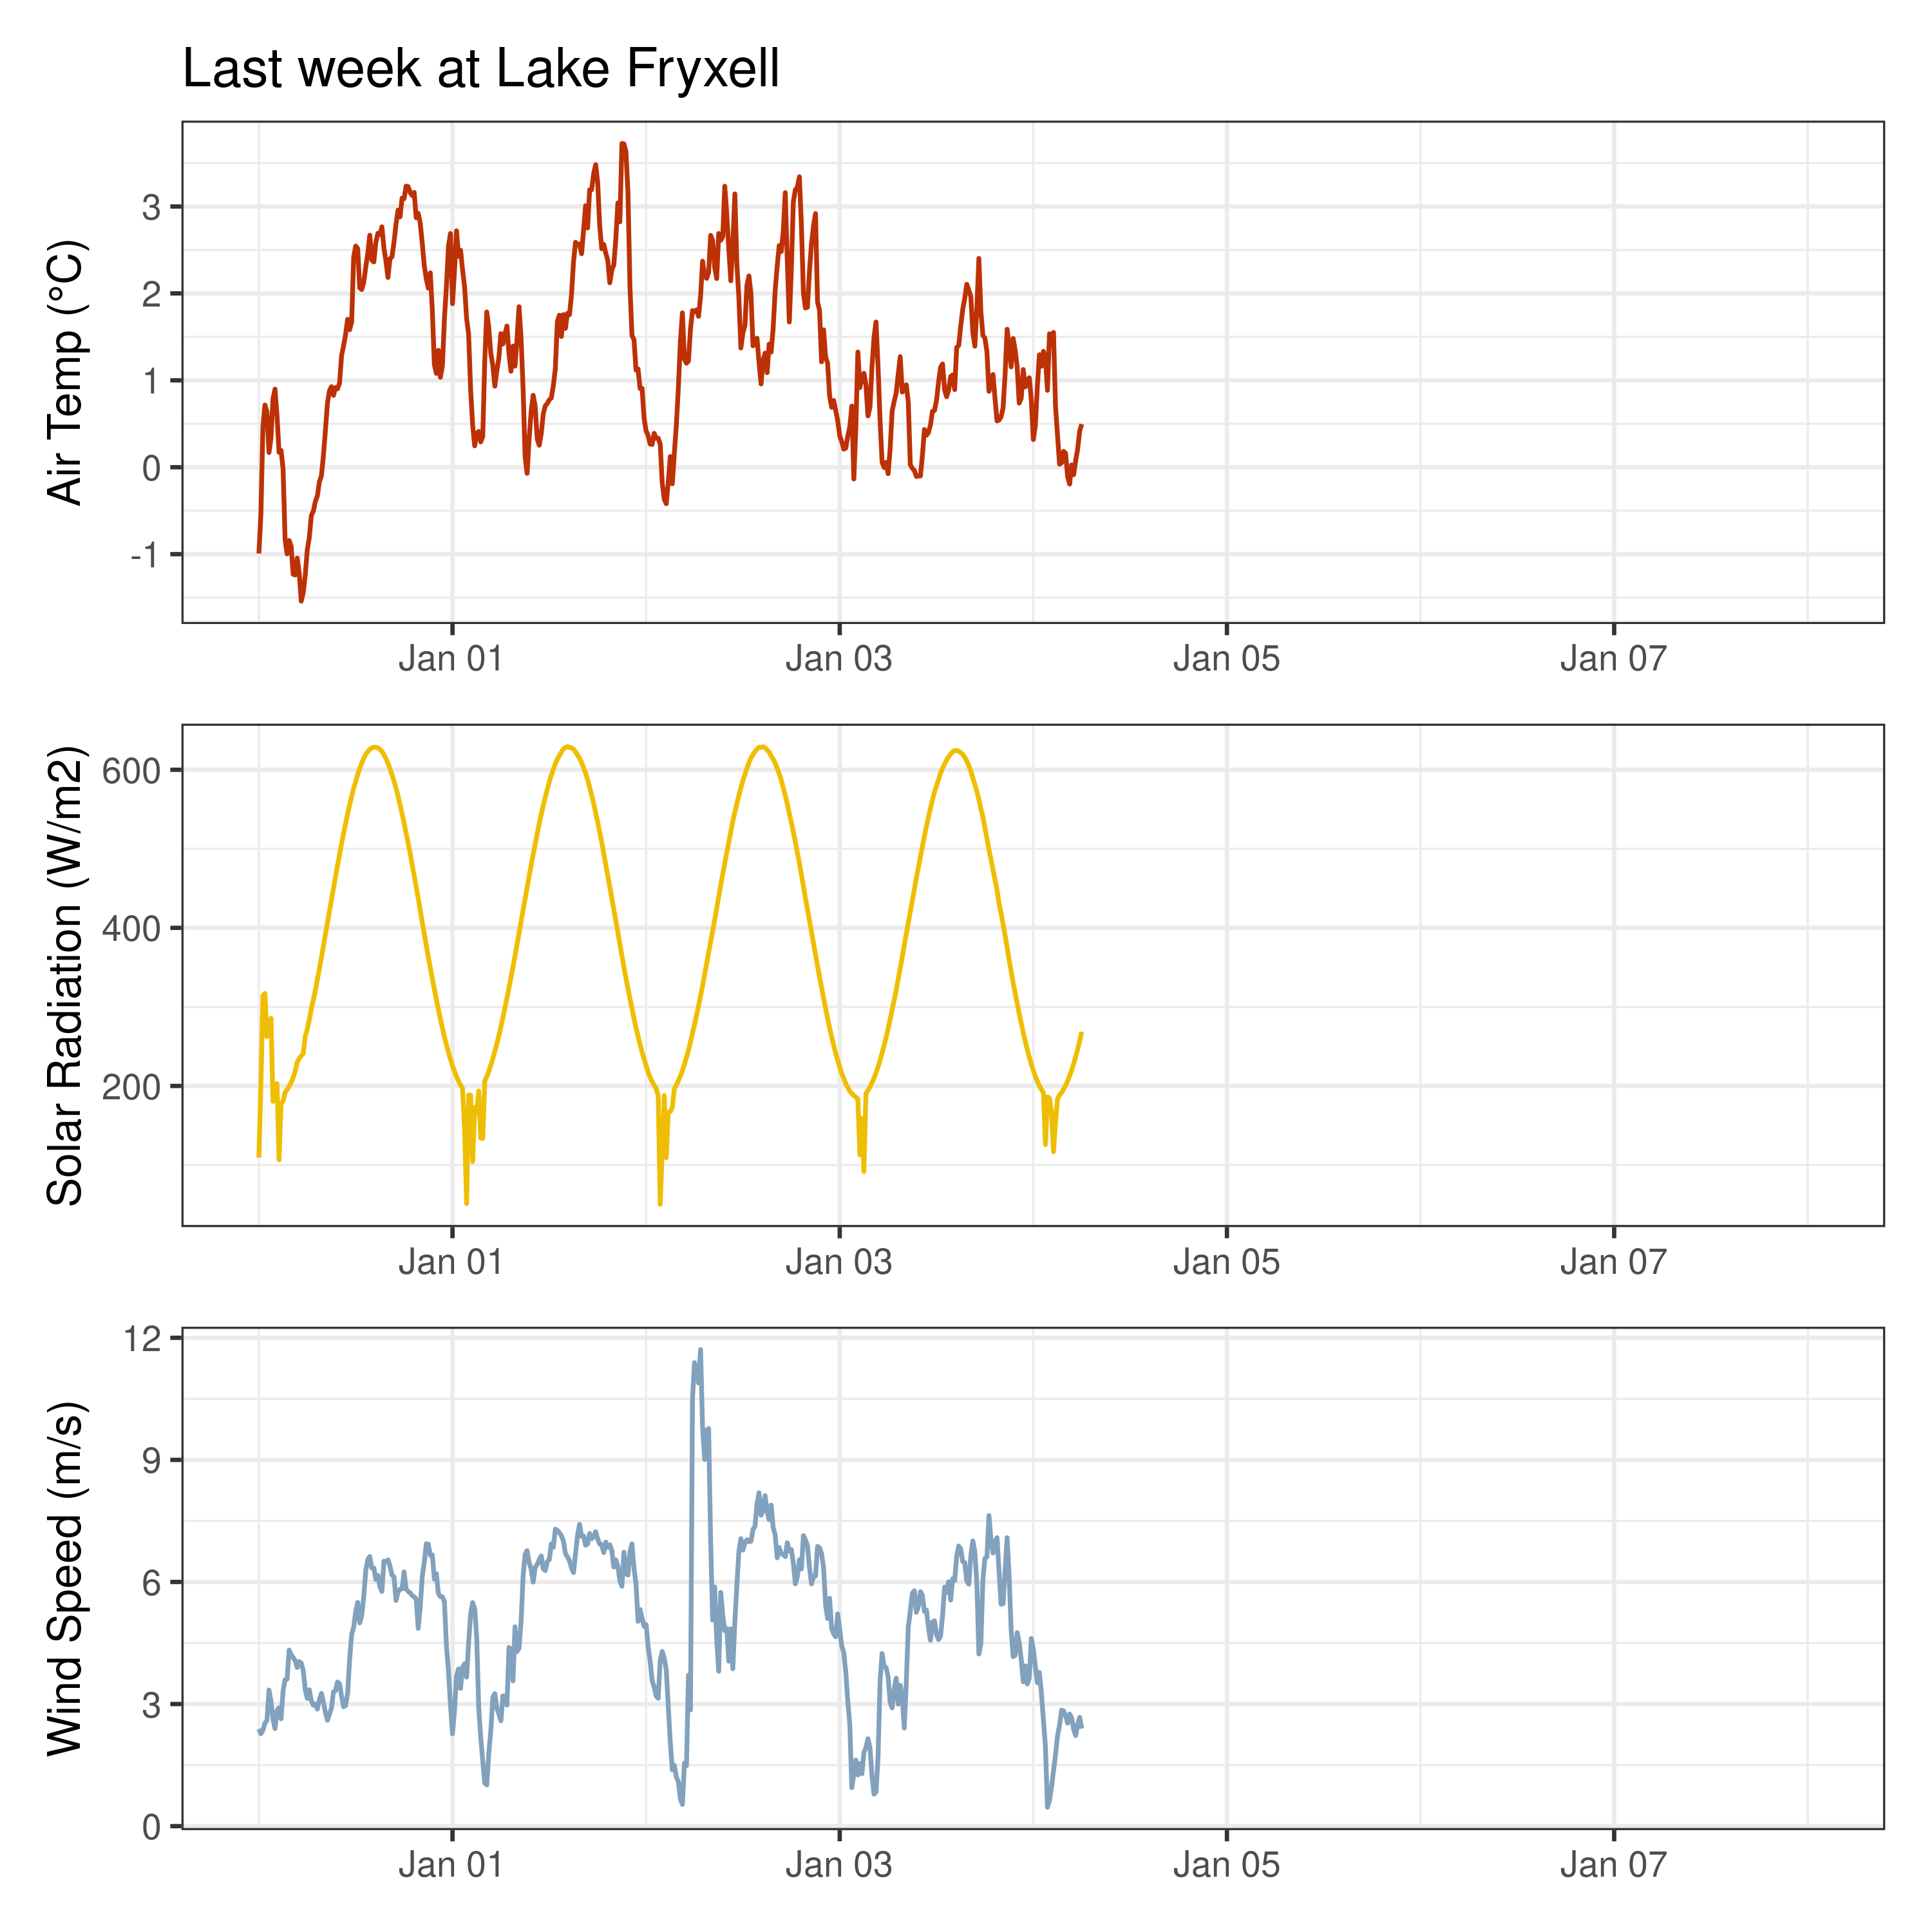 Last week at Lake Fryxell
Air Temp (°C)
3
2
1
0
-1
Jan 01 Jan 03 Jan 05 Jan 07
Solar Radiation (W/m2)
600
400
200
Jan 01 Jan 03 Jan 05 Jan 07
Wind Speed (m/s)
12
9
6
3
0
Jan 01 Jan 03 Jan 05 Jan 07